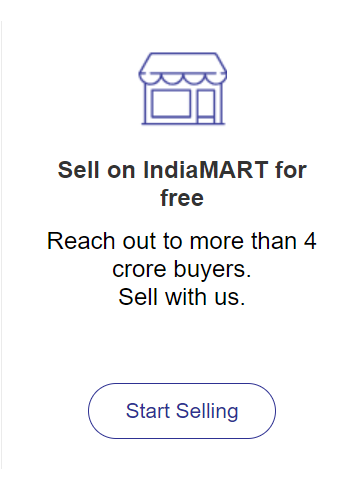 Sell on IndiaMART for
free
Reach out to more than 4
crore buyers.
Sell with us.
Start Selling